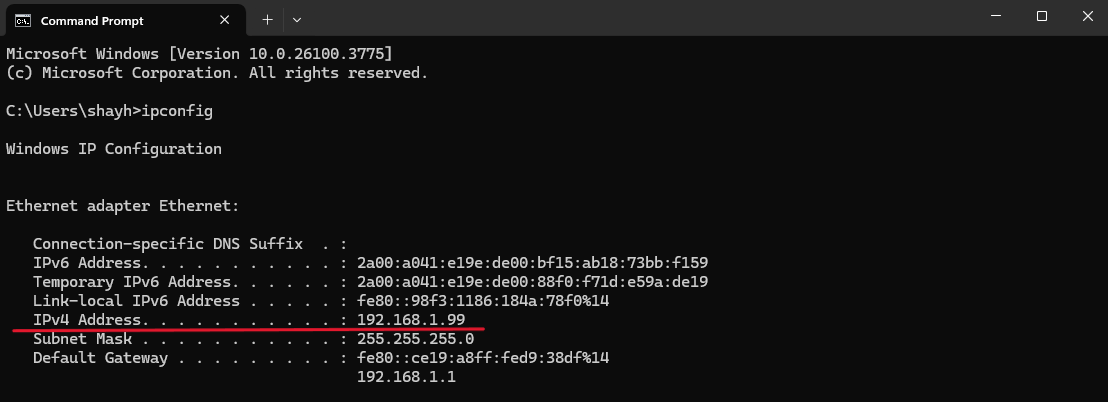 Command Prompt
Microsoft Windows [Version 10.0.26100.3775]
(c) Microsoft Corporation. All rights reserved.
C:\Users\shayh>ipconfig
Windows IP Configuration
Ethernet adapter Ethernet:
Connection-specific DNS Suffix  . :
IPv6 Address. . . . . . . . . . . : 2a00:a041:e19e:de00:bf15:ab18:73bb:f159
Temporary IPv6 Address. . . . . . : 2a00:a041:e19e:de00:88f0:f71d:e59a:de19
Link-local IPv6 Address . . . . . : fe80::98f3:1186:184a:78f0%14
IPv4 Address. . . . . . . . . . . : 192.168.1.99
Subnet Mask . . . . . . . . . . . : 255.255.255.0
Default Gateway . . . . . . . . . : fe80::ce19:a8ff:fed9:38df%14
192.168.1.1